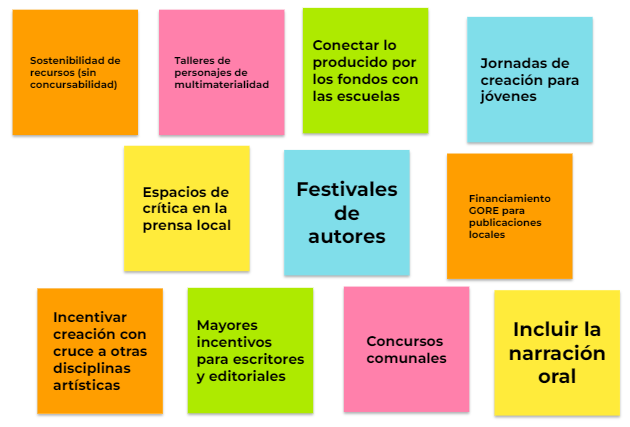 Sostenibilidad de
recursos (sin
concursabilidad)
Talleres de
personajes de
multimaterialidad
Conectar lo
producido por
los fondos con
las escuelas
Jornadas de
creación para
jóvenes
Espacios de
crítica en la
prensa local
Festivales
de
autores
Financiamiento
GORE para
publicaciones
locales
Incentivar
creación con
cruce a otras
disciplinas
artísticas
Mayores
incentivos
para escritores
y editoriales
Concursos
comunales
Incluir la
narración
oral